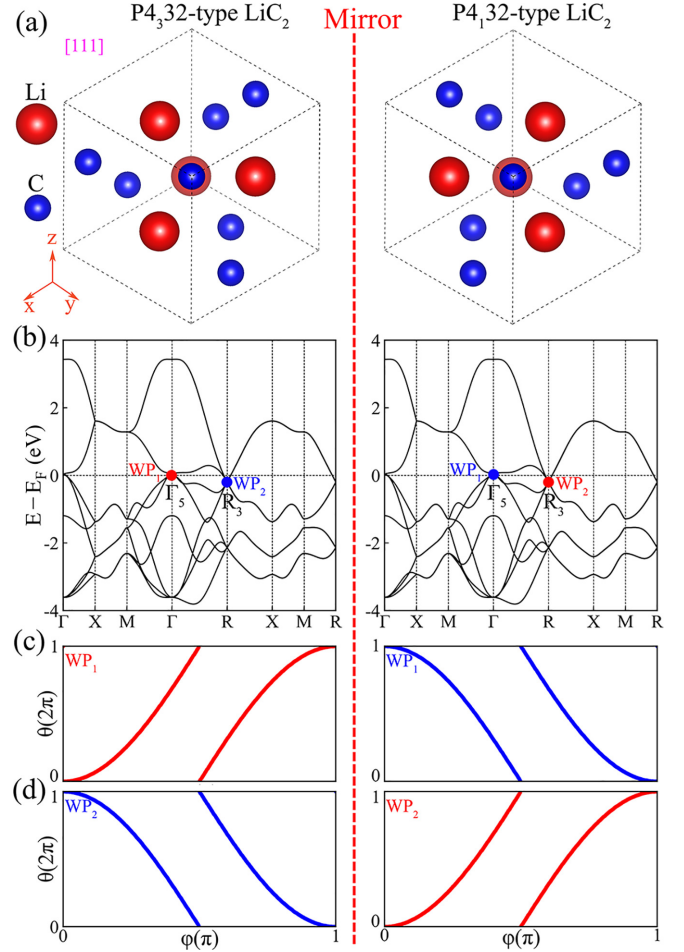 (a) P4₃32-type LiC₂ Mirror P4₁32-type LiC₂
[111]
Li
C
z
x y
(b)
4 4
2 2
0 WP₁ WP₂ 0 WP₁ WP₂
Γ₅ R₃ Γ₅ R₃
E − E_F (eV)
-2 -2
-4 -4
Γ X M Γ R X M R Γ X M Γ R X M R
(c)
1 WP₁ 1 WP₁
θ(2π) θ(2π)
0 0
(d)
1 WP₂ 1 WP₂
θ(2π) θ(2π)
0 0
0 φ(π) 1 0 φ(π) 1